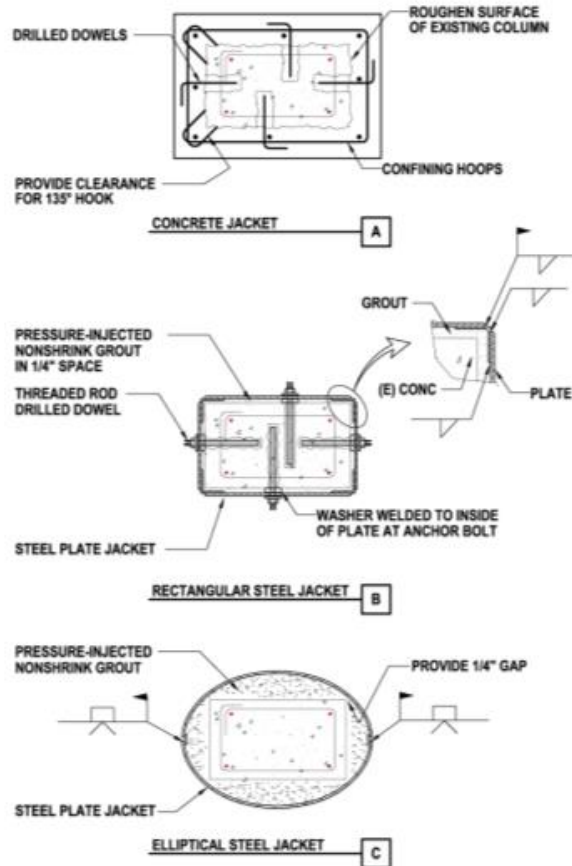 ROUGHEN SURFACE
OF EXISTING COLUMN
DRILLED DOWELS
CONFINING HOOPS
PROVIDE CLEARANCE
FOR 135° HOOK
CONCRETE JACKET
A
GROUT
PRESSURE-INJECTED
NONSHRINK GROUT
IN 1/4" SPACE
(E) CONC
PLATE
THREADED ROD
DRILLED DOWEL
WASHER WELDED TO INSIDE
OF PLATE AT ANCHOR BOLT
STEEL PLATE JACKET
RECTANGULAR STEEL JACKET
B
PRESSURE-INJECTED
NONSHRINK GROUT
PROVIDE 1/4" GAP
STEEL PLATE JACKET
ELLIPTICAL STEEL JACKET
C